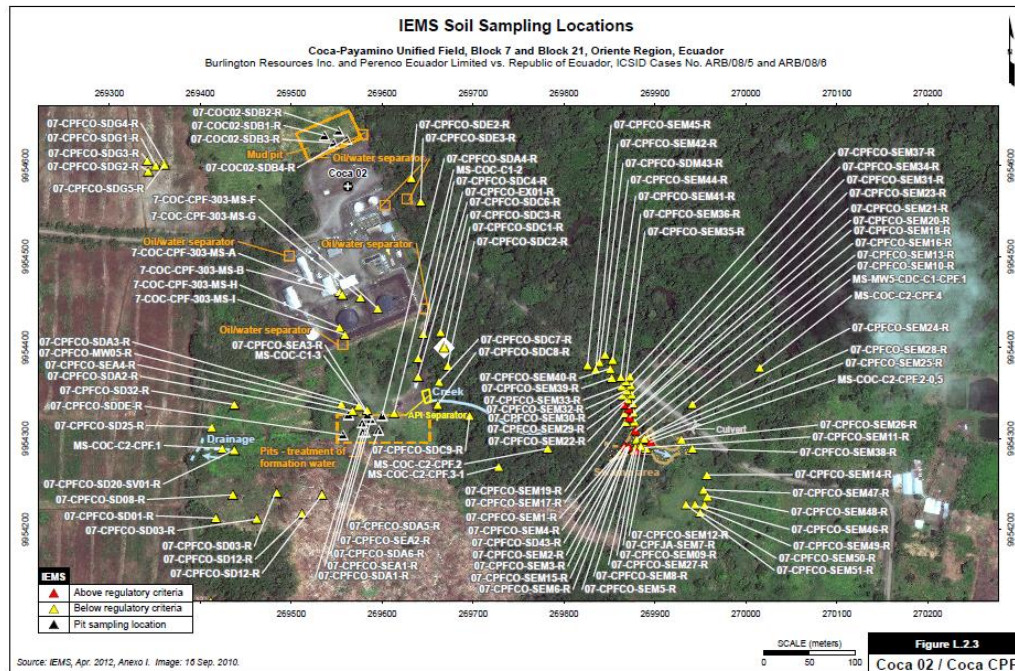 IEMS Soil Sampling Locations
Coca-Payamino Unified Field, Block 7 and Block 21, Oriente Region, Ecuador
Burlington Resources Inc. and Perenco Ecuador Limited vs. Republic of Ecuador, ICSID Cases No. ARB/08/5 and ARB/08/6
269300
269400
269500
269600
269700
269800
269900
270000
270100
270200
07-CPFCO-SDG4-R
07-CPFCO-SDG1-R
07-CPFCO-SDG3-R
07-CPFCO-SDG2-R
07-CPFCO-SDG5-R
07-COC02-SDB2-R
07-COC02-SDB1-R
07-COC02-SDB3-R
07-COC02-SDB4-R
Mud pit
Oil/water separator
Coca 02
7-COC-CPF-303-MS-F
7-COC-CPF-303-MS-G
Oil/water separator
Oil/water separator
7-COC-CPF-303-MS-A
7-COC-CPF-303-MS-B
7-COC-CPF-303-MS-H
7-COC-CPF-303-MS-I
Oil/water separator
07-CPFCO-SDE2-R
07-CPFCO-SDE3-R
07-CPFCO-SDA4-R
MS-COC-C1-2
07-CPFCO-SDC4-R
07-CPFCO-EX01-R
07-CPFCO-SDC6-R
07-CPFCO-SDC3-R
07-CPFCO-SDC1-R
07-CPFCO-SDC2-R
07-CPFCO-SEM45-R
07-CPFCO-SEM42-R
07-CPFCO-SDM43-R
07-CPFCO-SEM44-R
07-CPFCO-SEM41-R
07-CPFCO-SEM36-R
07-CPFCO-SEM35-R
07-CPFCO-SEM37-R
07-CPFCO-SEM34-R
07-CPFCO-SEM31-R
07-CPFCO-SEM23-R
07-CPFCO-SEM21-R
07-CPFCO-SEM20-R
07-CPFCO-SEM18-R
07-CPFCO-SEM16-R
07-CPFCO-SEM13-R
07-CPFCO-SEM10-R
MS-MW5-CDC-C1-CPF.1
MS-COC-C2-CPF.4
07-CPFCO-SEM24-R
07-CPFCO-SEM28-R
07-CPFCO-SEM25-R
MS-COC-C2-CPF.2-0,5
07-CPFCO-SEM26-R
07-CPFCO-SEM11-R
07-CPFCO-SEM38-R
07-CPFCO-SEM14-R
07-CPFCO-SEM47-R
07-CPFCO-SEM48-R
07-CPFCO-SEM46-R
07-CPFCO-SEM49-R
07-CPFCO-SEM50-R
07-CPFCO-SEM51-R
07-CPFCO-SEA3-R
MS-COC-C1-3
07-CPFCO-SDA3-R
07-CPFCO-MW05-R
07-CPFCO-SEA4-R
07-CPFCO-SDA2-R
07-CPFCO-SD32-R
07-CPFCO-SDDE-R
07-CPFCO-SD25-R
Drainage
MS-COC-C2-CPF.1
07-CPFCO-SD20-SV01-R
07-CPFCO-SD08-R
07-CPFCO-SD01-R
07-CPFCO-SD03-R
07-CPFCO-SD03-R
07-CPFCO-SD12-R
07-CPFCO-SD12-R
Pits - treatment of
formation water
API Separator
Creek
07-CPFCO-SDC7-R
07-CPFCO-SDC8-R
07-CPFCO-SDC9-R
MS-COC-C2-CPF.2
MS-COC-C2-CPF.3-1
07-CPFCO-SDA5-R
07-CPFCO-SEA2-R
07-CPFCO-SDA6-R
07-CPFCO-SEA1-R
07-CPFCO-SDA1-R
07-CPFCO-SEM40-R
07-CPFCO-SEM39-R
07-CPFCO-SEM33-R
07-CPFCO-SEM32-R
07-CPFCO-SEM30-R
07-CPFCO-SEM29-R
07-CPFCO-SEM22-R
Culvert
07-CPFCO-SEM19-R
07-CPFCO-SEM17-R
07-CPFCO-SEM1-R
07-CPFCO-SEM4-R
07-CPFCO-SD43-R
07-CPFCO-SEM2-R
07-CPFCO-SEM3-R
07-CPFCO-SEM15-R
07-CPFCO-SEM6-R
07-CPFCO-SEM12-R
07-CPFJA-SEM7-R
07-CPFCO-SEM09-R
07-CPFCO-SEM27-R
07-CPFCO-SEM8-R
07-CPFCO-SEM5-R
9954600
9954500
9954400
9954300
9954200
9954600
9954500
9954400
9954300
9954200
IEMS
Above regulatory criteria
Below regulatory criteria
Pit sampling location
269300
269400
269500
269600
269700
269800
269900
270000
270100
270200
Source: IEMS, Apr. 2012, Anexo I. Image: 16 Sep. 2010.
SCALE (meters)
0 50 100
Figure L.2.3
Coca 02 / Coca CPF